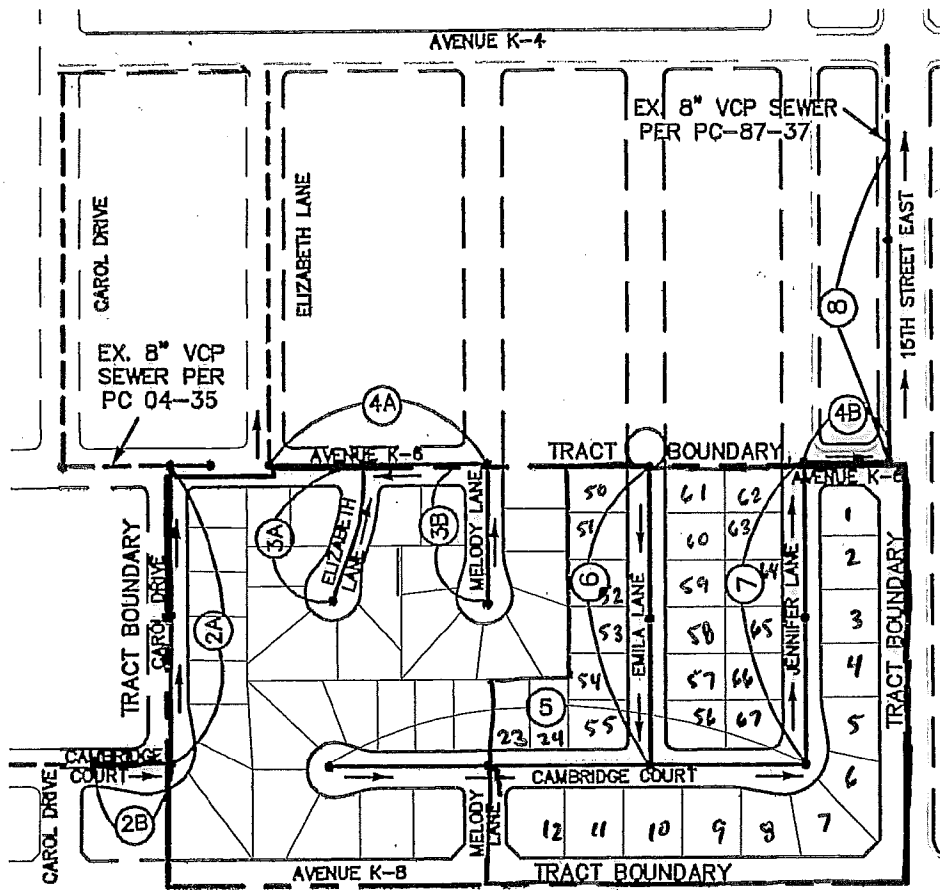 AVENUE K-4
EX. 8" VCP SEWER
PER PC-87-37
CAROL DRIVE
ELIZABETH LANE
15TH STREET EAST
8
EX. 8" VCP
SEWER PER
PC 04-35
4A
4B
AVENUE K-6
TRACT BOUNDARY
AVENUE K-6
3A
ELIZABETH
LANE
3B
MELODY LANE
50
51
52
53
54
55
6
EMILA LANE
61
62
60
63
59
64
58
65
57
66
56
67
7
JENNIFER LANE
1
2
3
4
5
6
7
TRACT BOUNDARY
TRACT BOUNDARY
CAROL DRIVE
2A
5
23
24
CAMBRIDGE
COURT
CAMBRIDGE COURT
2B
CAROL DRIVE
MELODY
LANE
12
11
10
9
8
AVENUE K-8
TRACT BOUNDARY